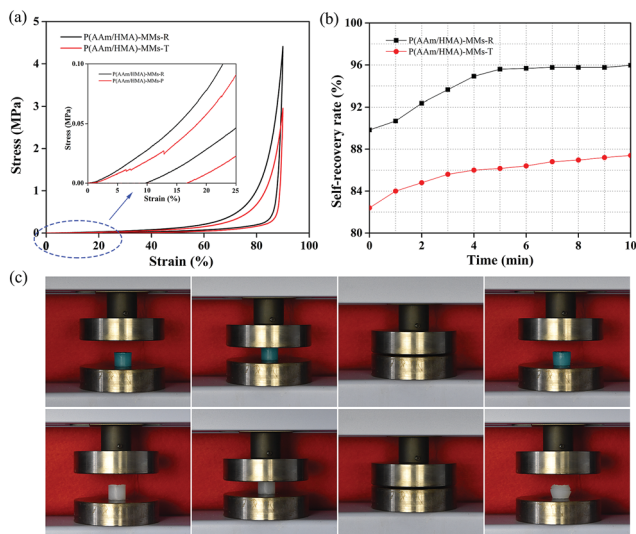 (a)
5
4
3
2
1
0
Stress (MPa)
P(AAm/HMA)-MMs-R
P(AAm/HMA)-MMs-T
0.10
0.05
0.00
Stress (MPa)
P(AAm/HMA)-MMs-R
P(AAm/HMA)-MMs-P
0 5 10 15 20 25
Strain (%)
0 20 40 60 80 100
Strain (%)
(b)
100
96
92
88
84
80
Self-recovery rate (%)
P(AAm/HMA)-MMs-R
P(AAm/HMA)-MMs-T
0 2 4 6 8 10
Time (min)
(c)